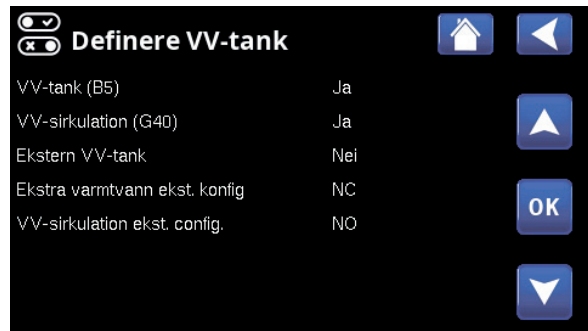 Definere VV-tank
VV-tank (B5) Ja
VV-sirkulation (G40) Ja
Ekstern VV-tank Nei
Ekstra varmtvann ekst. konfig NC
VV-sirkulation ekst. config. NO
OK